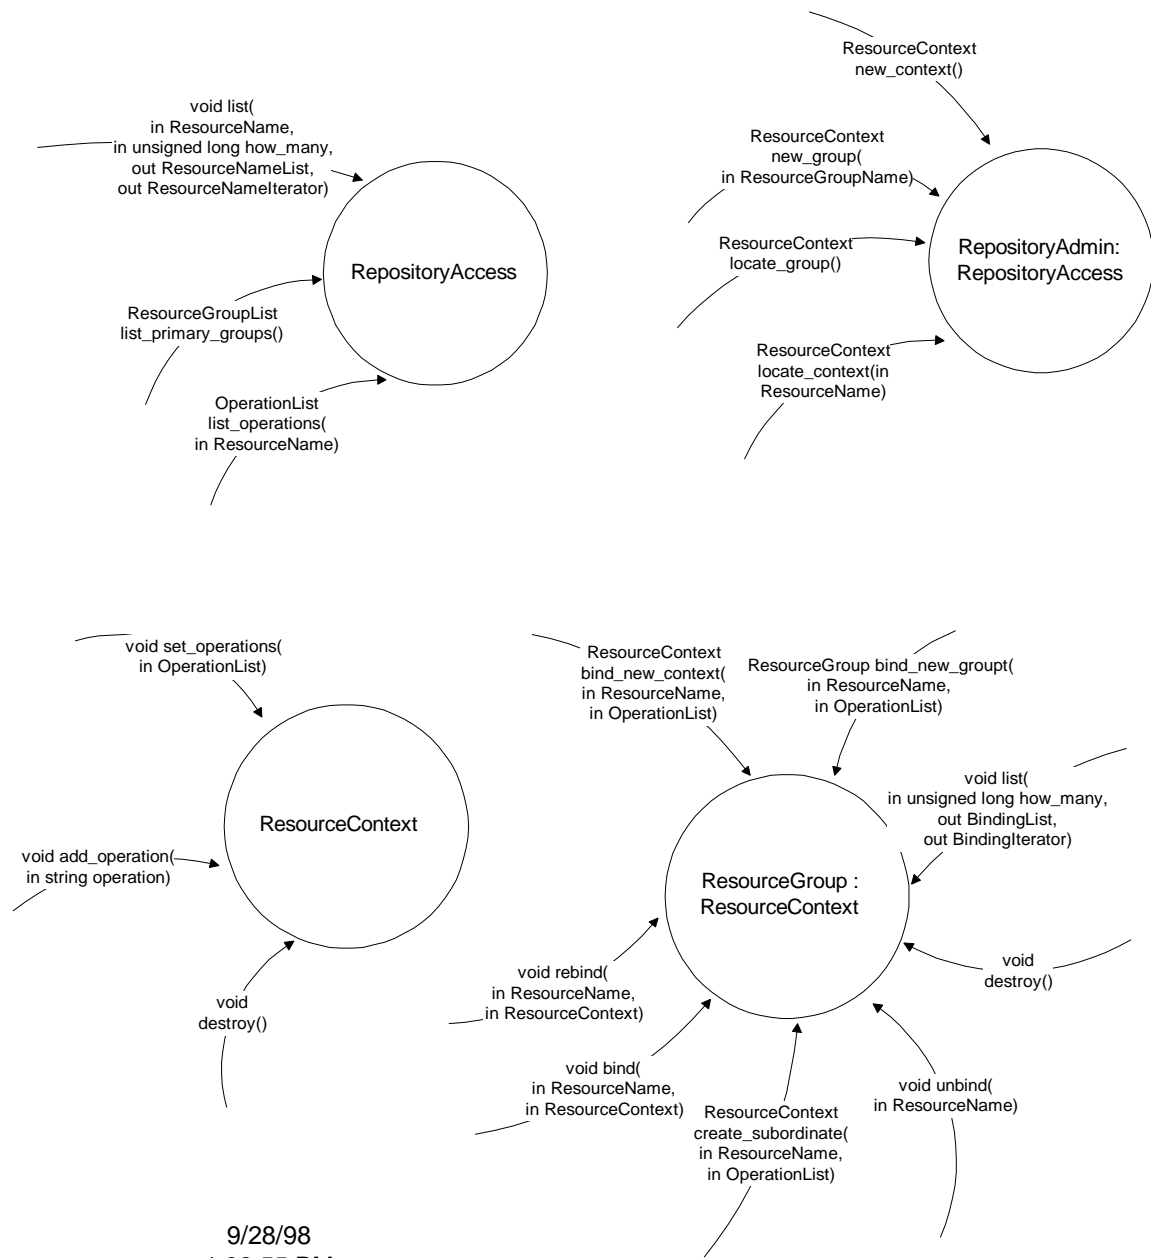 void list(
in ResourceName,
in unsigned long how_many,
out ResourceNameList,
out ResourceNameIterator)
RepositoryAccess
ResourceGroupList
list_primary_groups()
OperationList
list_operations(
in ResourceName)
ResourceContext
new_context()
ResourceContext
new_group(
in ResourceGroupName)
ResourceContext
locate_group()
RepositoryAdmin:
RepositoryAccess
ResourceContext
locate_context(in
ResourceName)
void set_operations(
in OperationList)
ResourceContext
void add_operation(
in string operation)
void
destroy()
ResourceContext
bind_new_context(
in ResourceName,
in OperationList)
ResourceGroup bind_new_groupt(
in ResourceName,
in OperationList)
void list(
in unsigned long how_many,
out BindingList,
out BindingIterator)
ResourceGroup :
ResourceContext
void rebind(
in ResourceName,
in ResourceContext)
void
destroy()
void bind(
in ResourceName,
in ResourceContext)
ResourceContext
create_subordinate(
in ResourceName,
in OperationList)
void unbind(
in ResourceName)
9/28/98